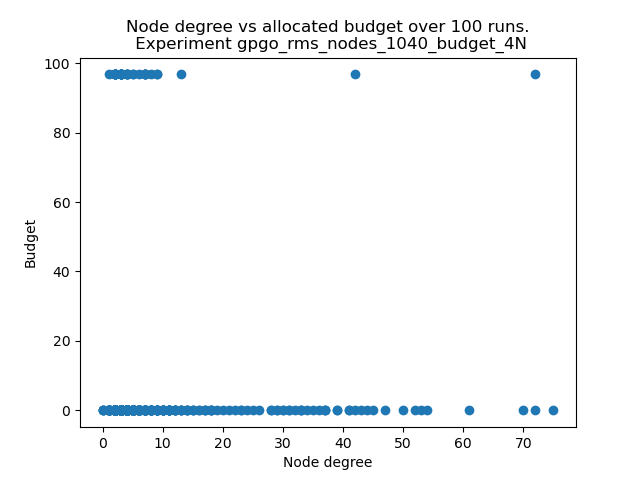 Node degree vs allocated budget over 100 runs.
Experiment gpgo_rms_nodes_1040_budget_4N
100
80
60
40
20
0
Budget
0 10 20 30 40 50 60 70
Node degree